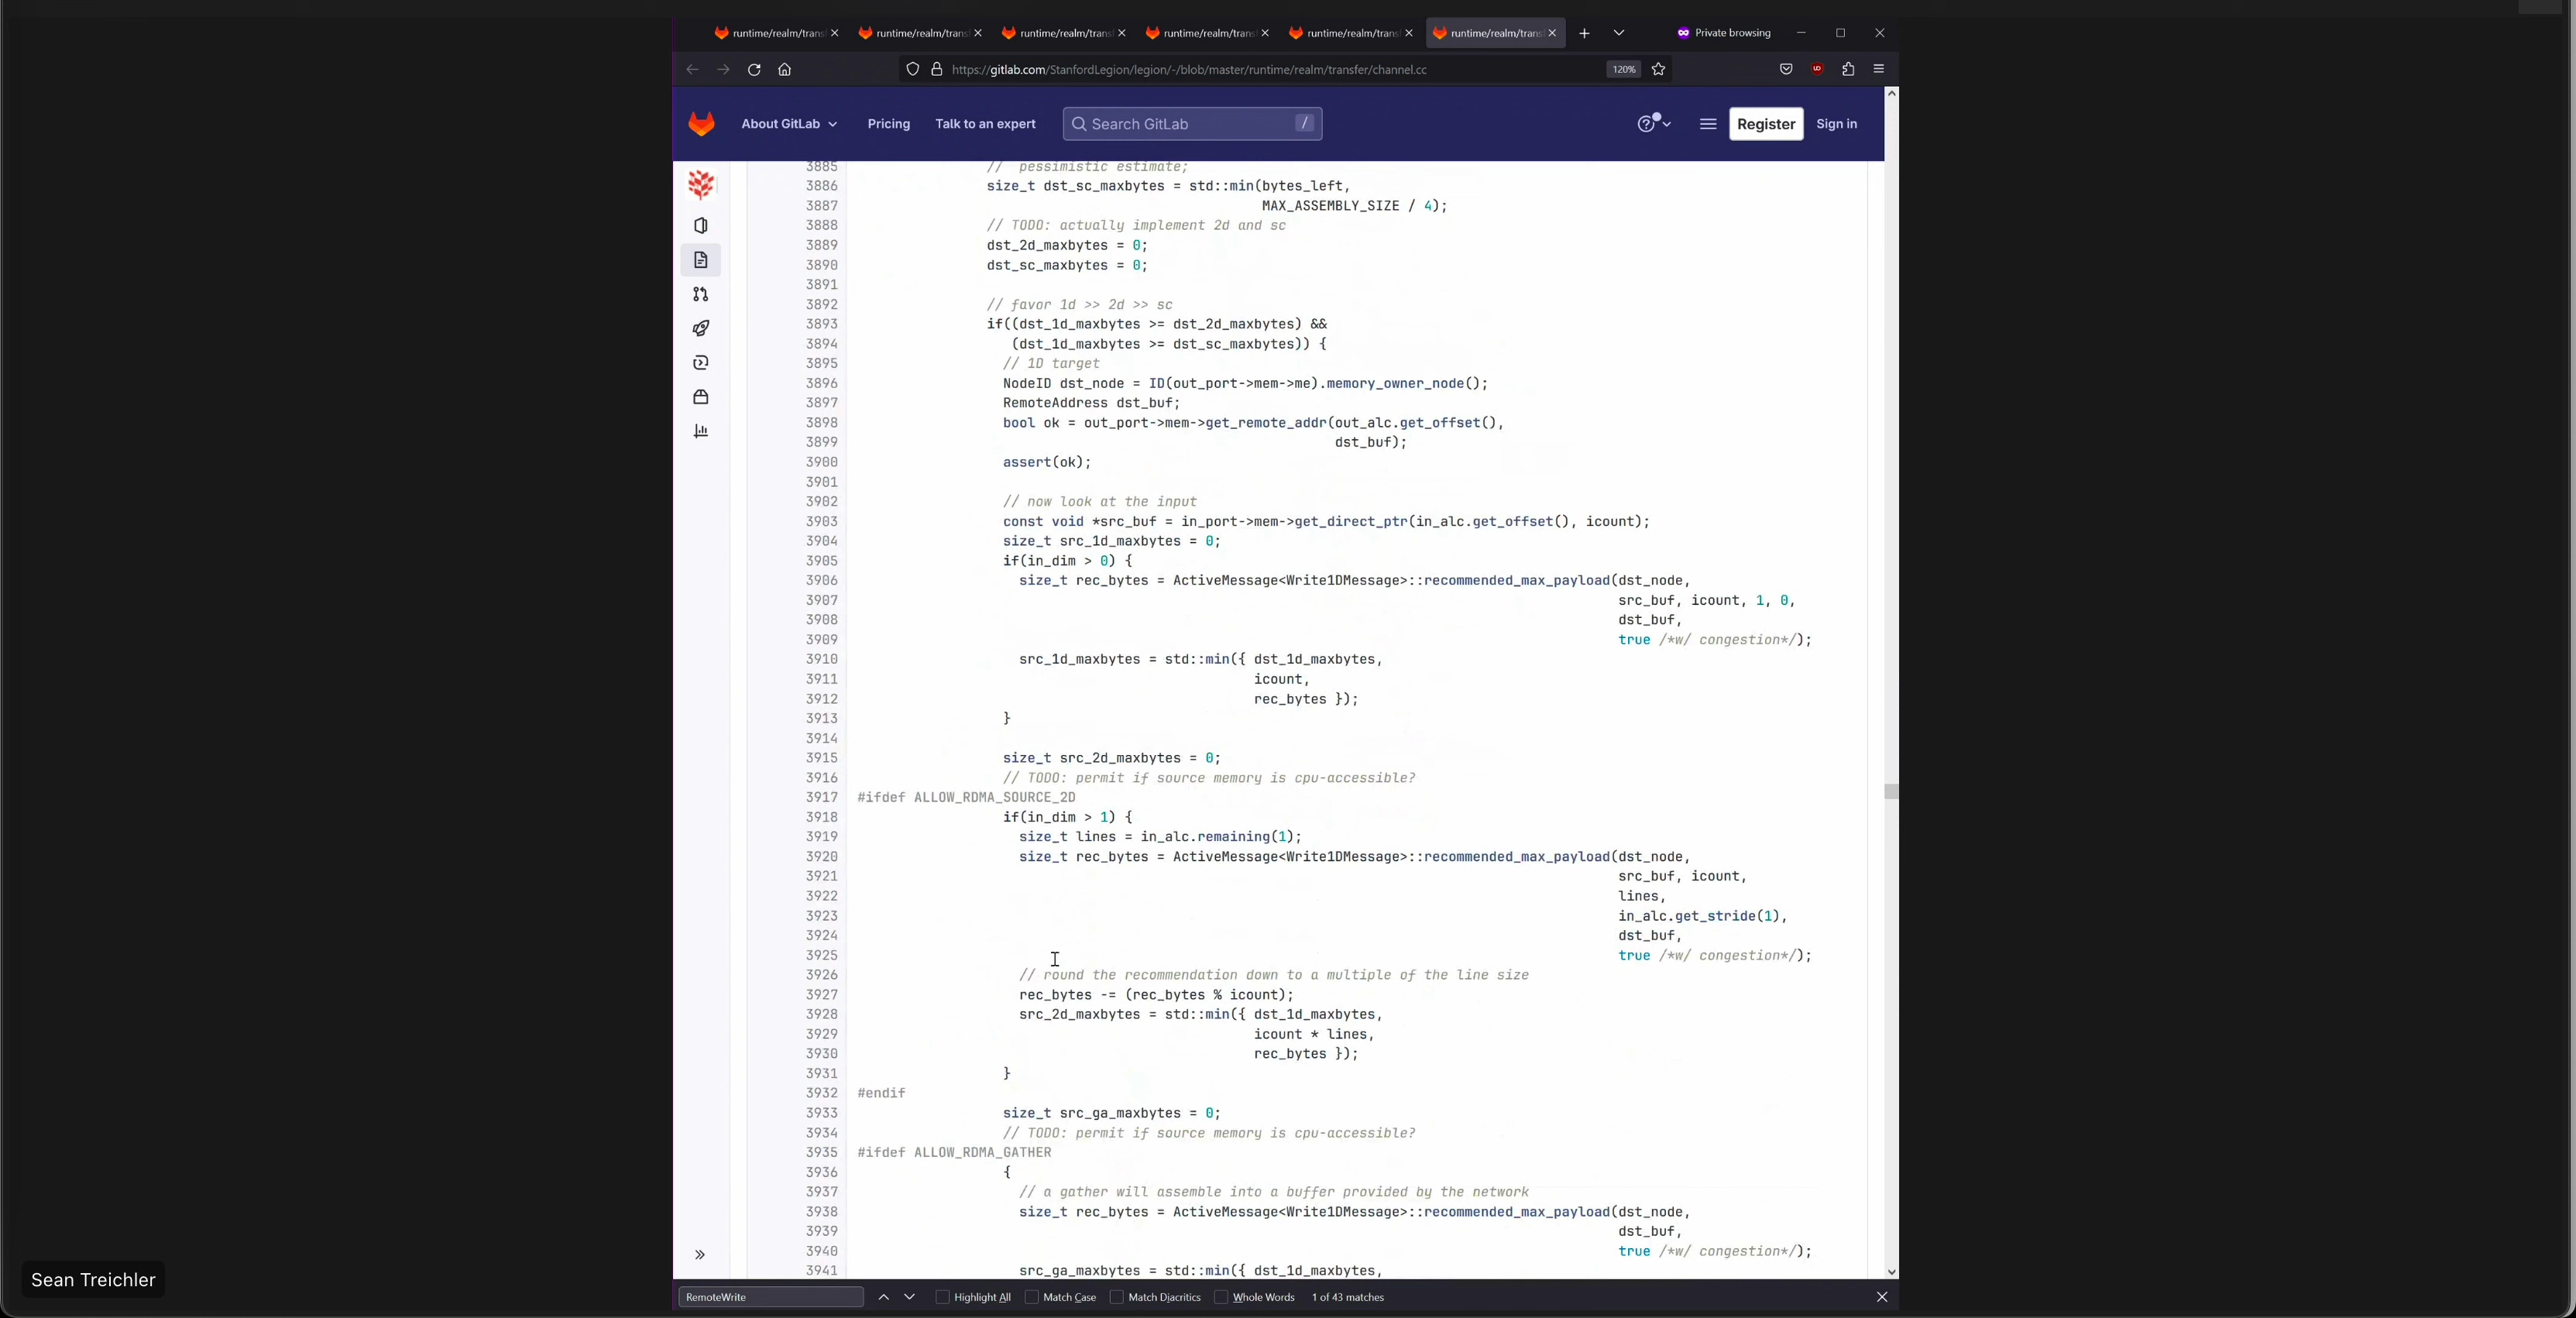 runtime/realm/transf
runtime/realm/transf
runtime/realm/transf
runtime/realm/transf
runtime/realm/transf
runtime/realm/transf
Private browsing
https://gitlab.com/StanfordLegion/legion/-/blob/master/runtime/realm/transfer/channel.cc
120%
About GitLab
Pricing
Talk to an expert
Search GitLab
/
Register
Sign in
3885 // pessimistic estimate;
3886 size_t dst_sc_maxbytes = std::min(bytes_left,
3887 MAX_ASSEMBLY_SIZE / 4);
3888 // TODO: actually implement 2d and sc
3889 dst_2d_maxbytes = 0;
3890 dst_sc_maxbytes = 0;
3891
3892 // favor 1d >> 2d >> sc
3893 if((dst_1d_maxbytes >= dst_2d_maxbytes) &&
3894 (dst_1d_maxbytes >= dst_sc_maxbytes)) {
3895 // 1D target
3896 NodeID dst_node = ID(out_port->mem->me).memory_owner_node();
3897 RemoteAddress dst_buf;
3898 bool ok = out_port->mem->get_remote_addr(out_alc.get_offset(),
3899 dst_buf);
3900 assert(ok);
3901
3902 // now look at the input
3903 const void *src_buf = in_port->mem->get_direct_ptr(in_alc.get_offset(), icount);
3904 size_t src_1d_maxbytes = 0;
3905 if(in_dim > 0) {
3906 size_t rec_bytes = ActiveMessage<Write1DMessage>::recommended_max_payload(dst_node,
3907 src_buf, icount, 1, 0,
3908 dst_buf,
3909 true /*w/ congestion*/);
3910 src_1d_maxbytes = std::min({ dst_1d_maxbytes,
3911 icount,
3912 rec_bytes });
3913 }
3914
3915 size_t src_2d_maxbytes = 0;
3916 // TODO: permit if source memory is cpu-accessible?
3917 #ifdef ALLOW_RDMA_SOURCE_2D
3918 if(in_dim > 1) {
3919 size_t lines = in_alc.remaining(1);
3920 size_t rec_bytes = ActiveMessage<Write1DMessage>::recommended_max_payload(dst_node,
3921 src_buf, icount,
3922 lines,
3923 in_alc.get_stride(1),
3924 dst_buf,
3925 true /*w/ congestion*/);
3926 // round the recommendation down to a multiple of the line size
3927 rec_bytes -= (rec_bytes % icount);
3928 src_2d_maxbytes = std::min({ dst_1d_maxbytes,
3929 icount * lines,
3930 rec_bytes });
3931 }
3932 #endif
3933 size_t src_ga_maxbytes = 0;
3934 // TODO: permit if source memory is cpu-accessible?
3935 #ifdef ALLOW_RDMA_GATHER
3936 {
3937 // a gather will assemble into a buffer provided by the network
3938 size_t rec_bytes = ActiveMessage<Write1DMessage>::recommended_max_payload(dst_node,
3939 dst_buf,
3940 true /*w/ congestion*/);
3941 src_ga_maxbytes = std::min({ dst_1d_maxbytes,
Sean Treichler
RemoteWrite
Highlight All
Match Case
Match Diacritics
Whole Words
1 of 43 matches